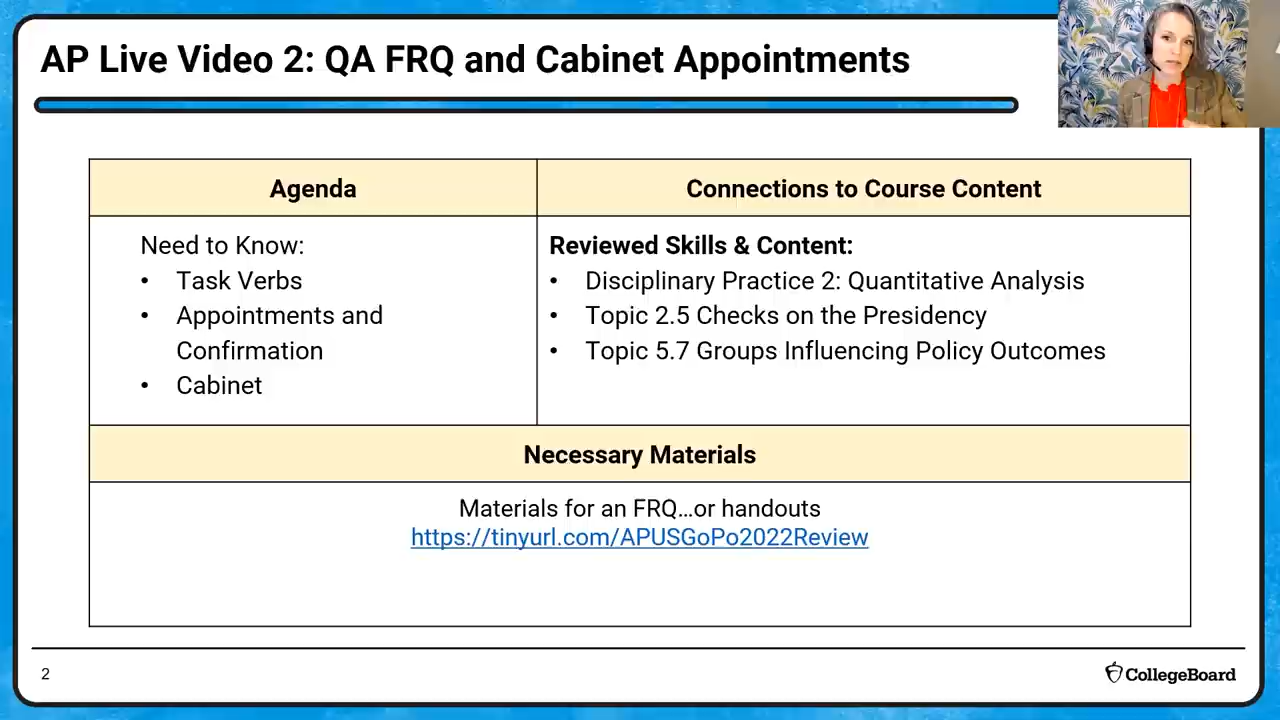 AP Live Video 2: QA FRQ and Cabinet Appointments
Agenda
Connections to Course Content
Need to Know:
• Task Verbs
• Appointments and
Confirmation
• Cabinet
Reviewed Skills & Content:
• Disciplinary Practice 2: Quantitative Analysis
• Topic 2.5 Checks on the Presidency
• Topic 5.7 Groups Influencing Policy Outcomes
Necessary Materials
Materials for an FRQ…or handouts
https://tinyurl.com/APUSGoPo2022Review
2
CollegeBoard